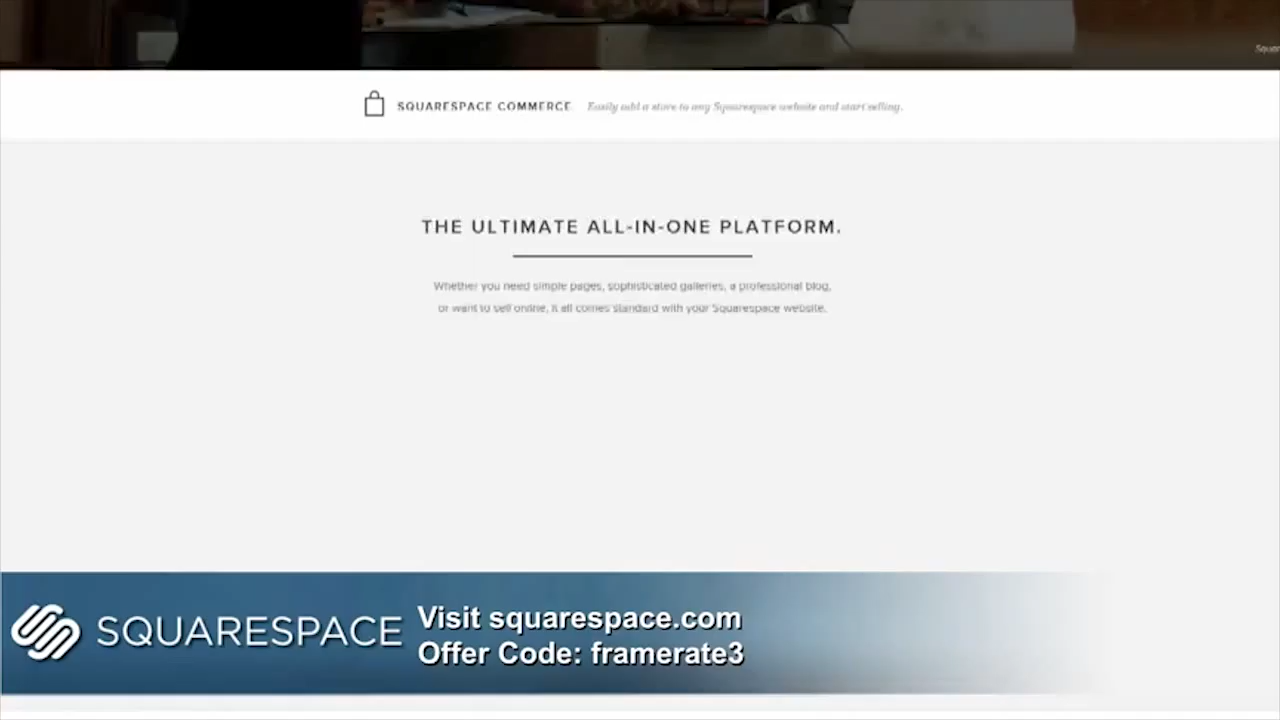 SQUARESPACE COMMERCE Easily add a store to any Squarespace website and start selling.
THE ULTIMATE ALL-IN-ONE PLATFORM.
Whether you need simple pages, sophisticated galleries, a professional blog,
or want to sell online, it all comes standard with your Squarespace website.
SQUARESPACE
Visit squarespace.com
Offer Code: framerate3